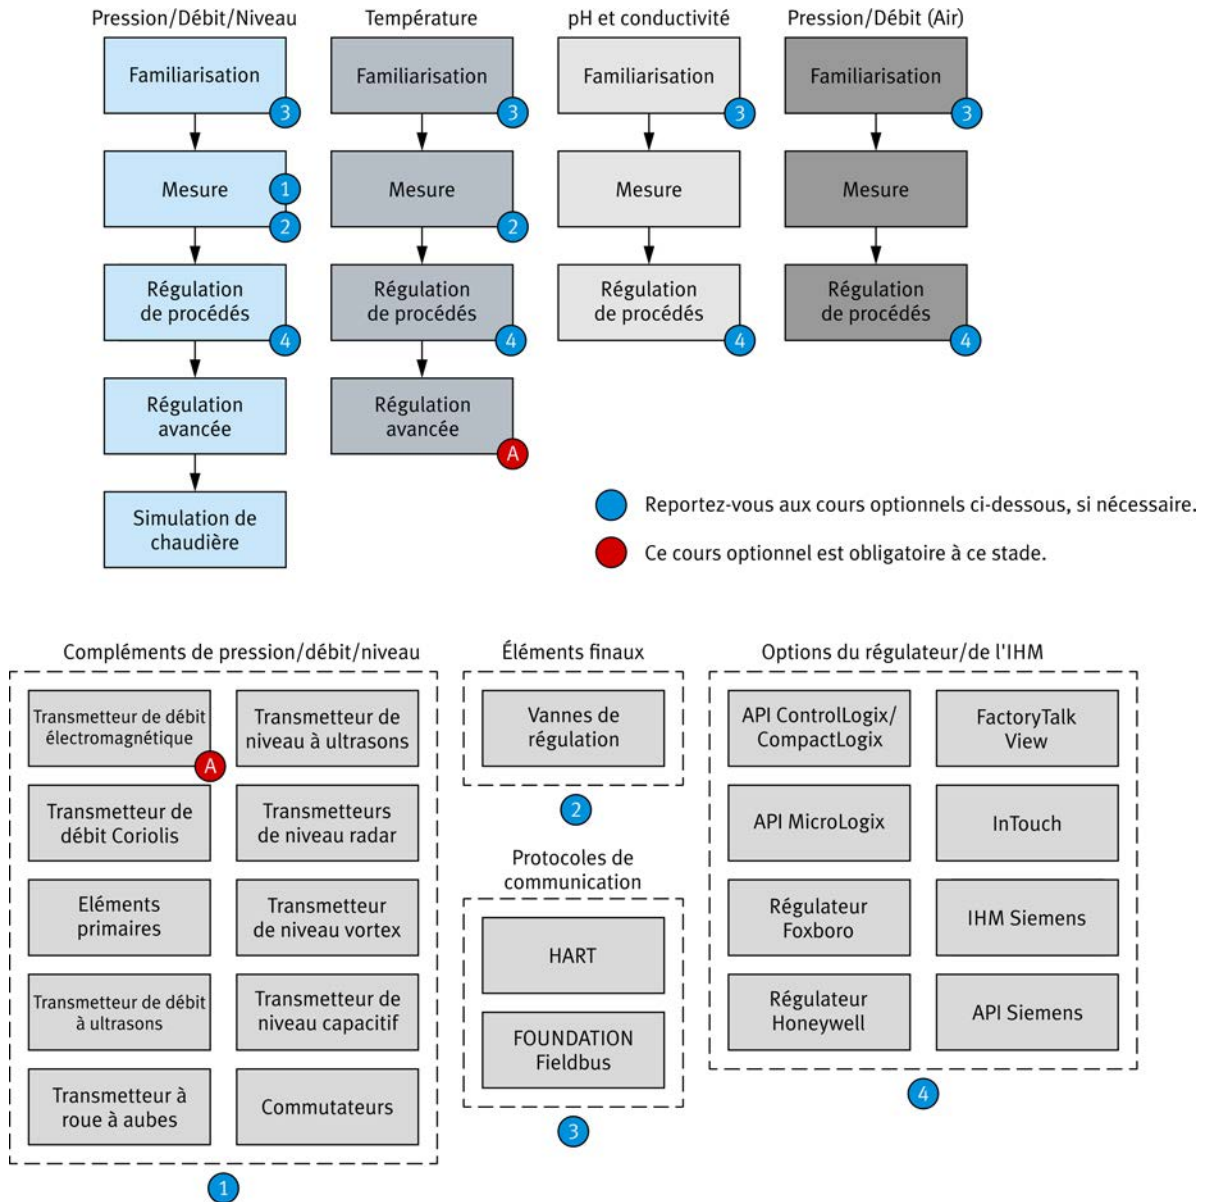 Pression/Débit/Niveau
Familiarisation
3
Mesure
1
2
Régulation
de procédés
4
Régulation
avancée
Simulation de
chaudière
Température
Familiarisation
3
Mesure
2
Régulation
de procédés
4
Régulation
avancée
A
pH et conductivité
Familiarisation
3
Mesure
Régulation
de procédés
4
Pression/Débit (Air)
Familiarisation
3
Mesure
Régulation
de procédés
4
Reportez-vous aux cours optionnels ci-dessous, si nécessaire.
Ce cours optionnel est obligatoire à ce stade.
Compléments de pression/débit/niveau
Transmetteur de débit
électromagnétique
A
Transmetteur de
niveau à ultrasons
Transmetteur de
débit Coriolis
Transmetteurs
de niveau radar
Eléments
primaires
Transmetteur
de niveau vortex
Transmetteur de débit
à ultrasons
Transmetteur de
niveau capacitif
Transmetteur à
roue à aubes
Commutateurs
1
Éléments finaux
Vannes de
régulation
2
Protocoles de
communication
HART
FOUNDATION
Fieldbus
3
Options du régulateur/de l'IHM
API ControlLogix/
CompactLogix
FactoryTalk
View
API MicroLogix
InTouch
Régulateur
Foxboro
IHM Siemens
Régulateur
Honeywell
API Siemens
4